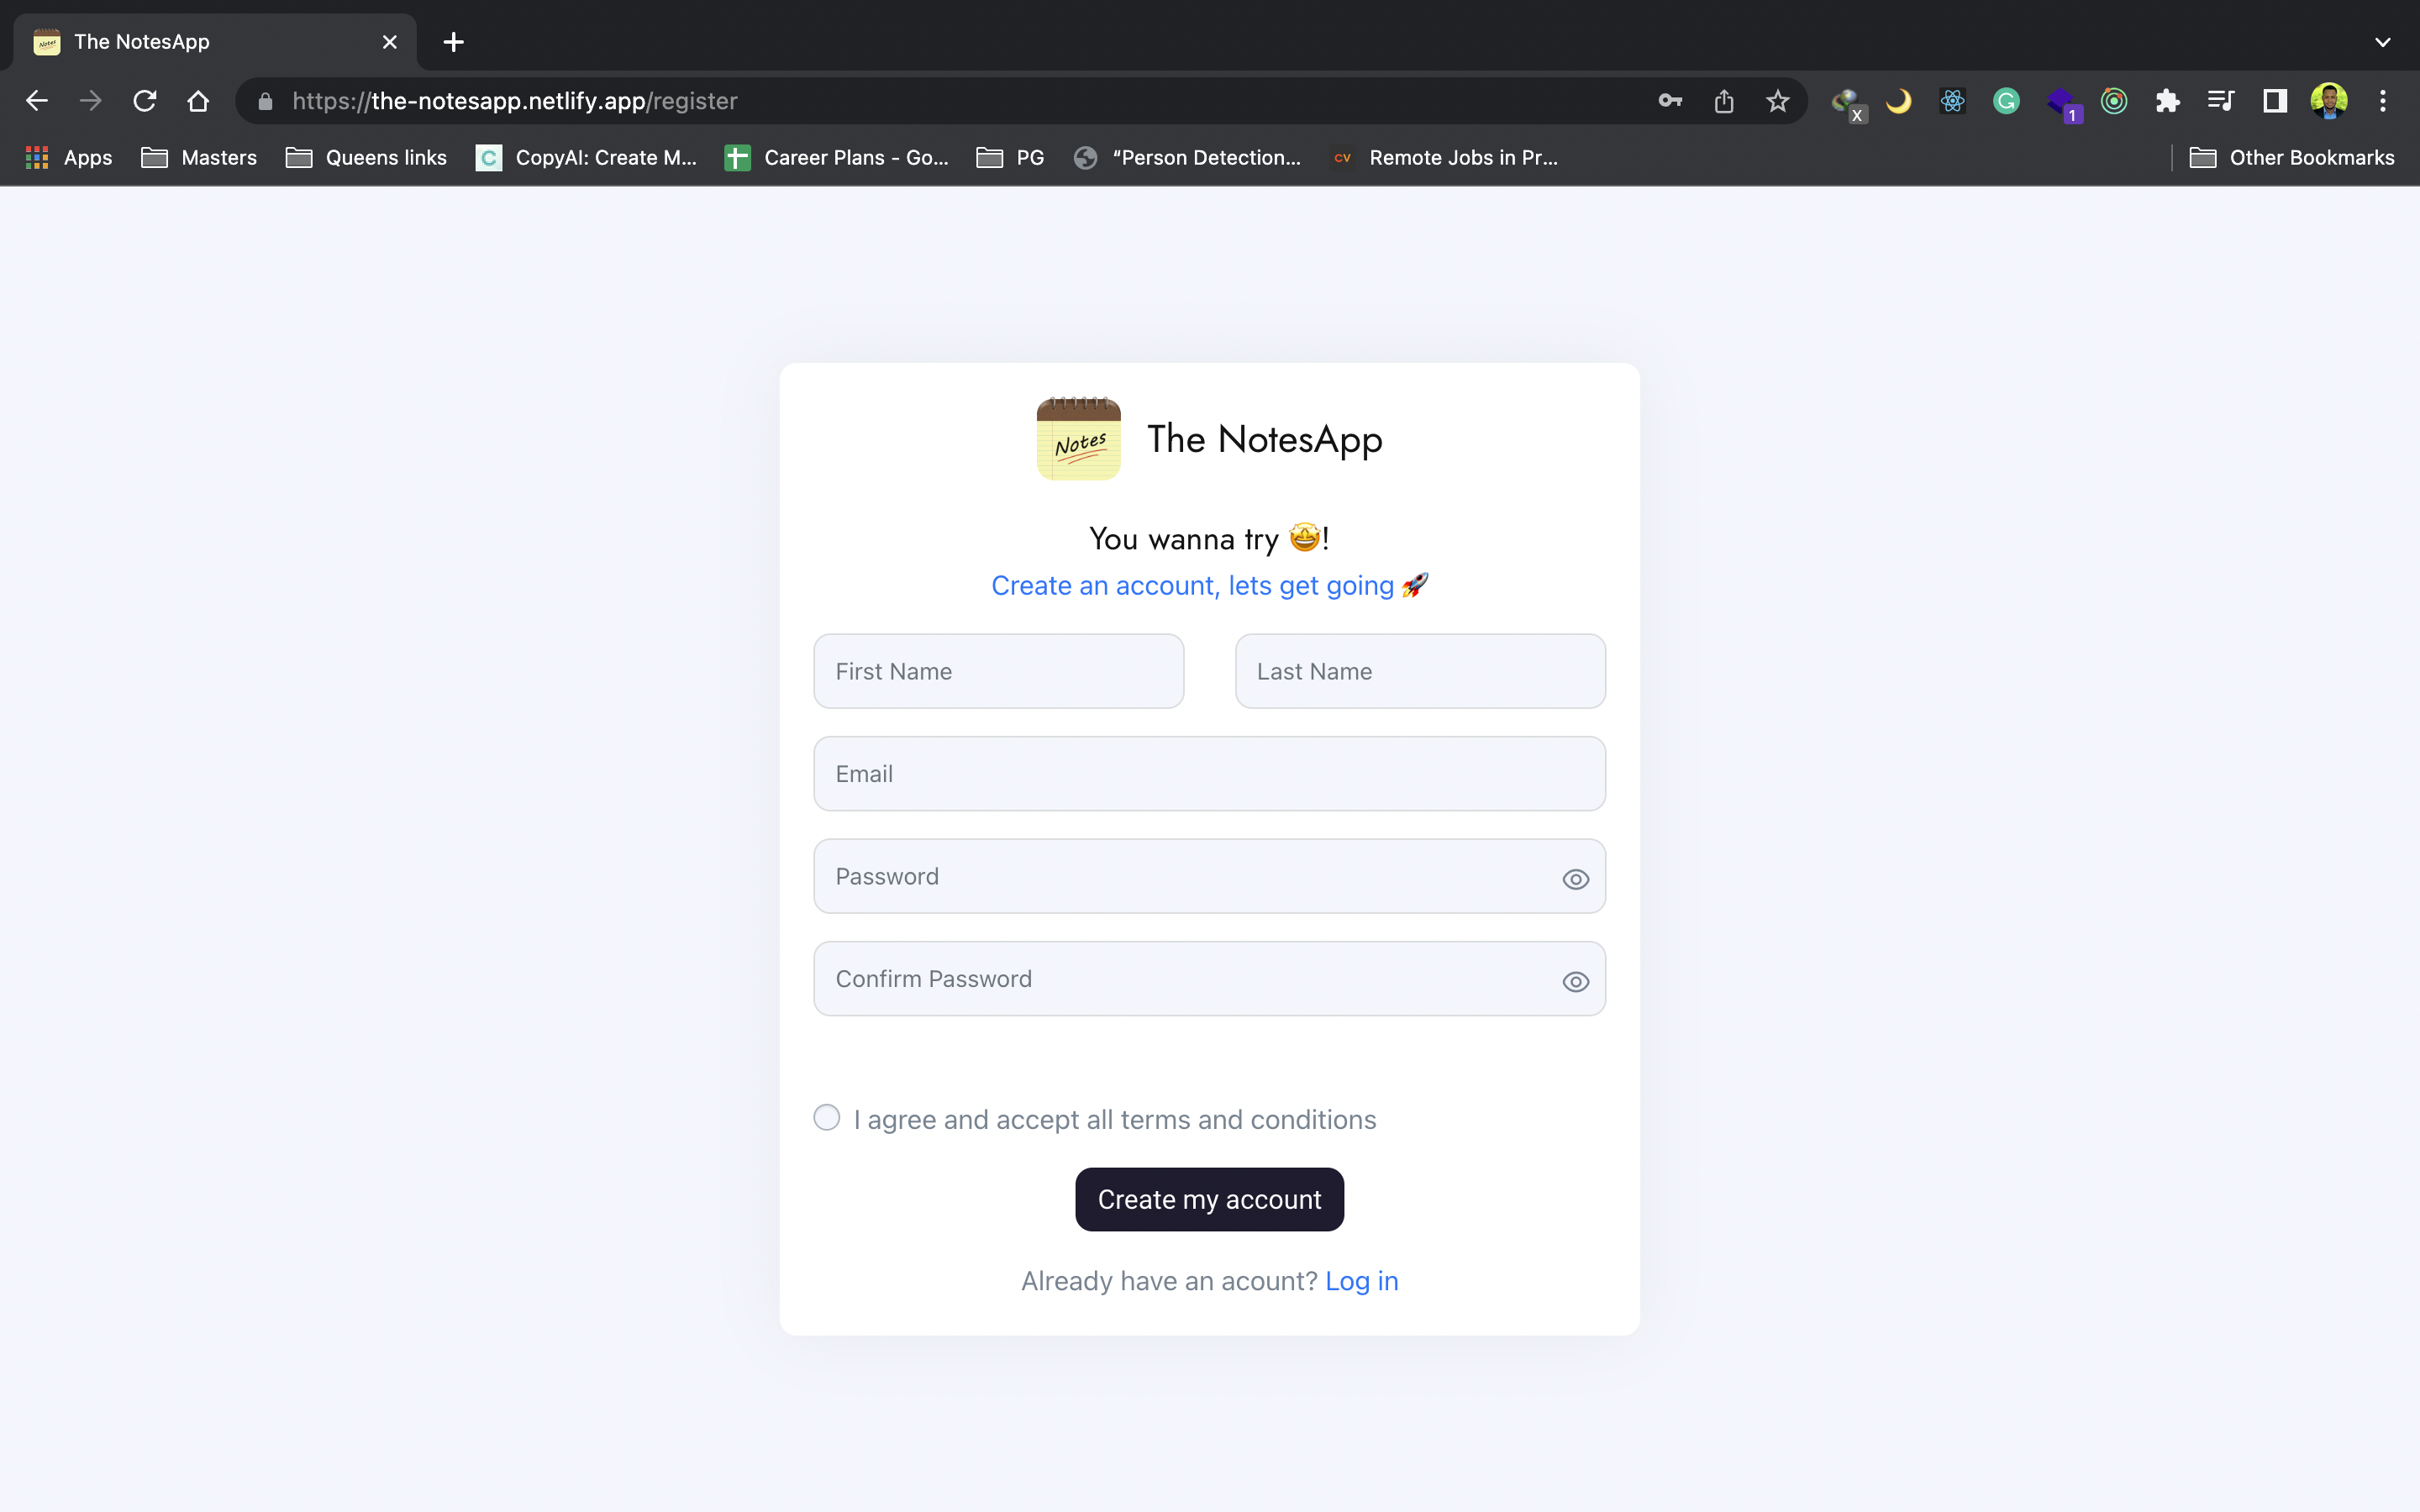 The NotesApp
https://the-notesapp.netlify.app/register
X
1
Apps
Masters
Queens links
C
CopyAI: Create M...
Career Plans - Go...
PG
“Person Detection...
CV
Remote Jobs in Pr...
Other Bookmarks
Notes
The NotesApp
You wanna try 🤩!
Create an account, lets get going 🚀
First Name
Last Name
Email
Password
Confirm Password
I agree and accept all terms and conditions
Create my account
Already have an acount? Log in